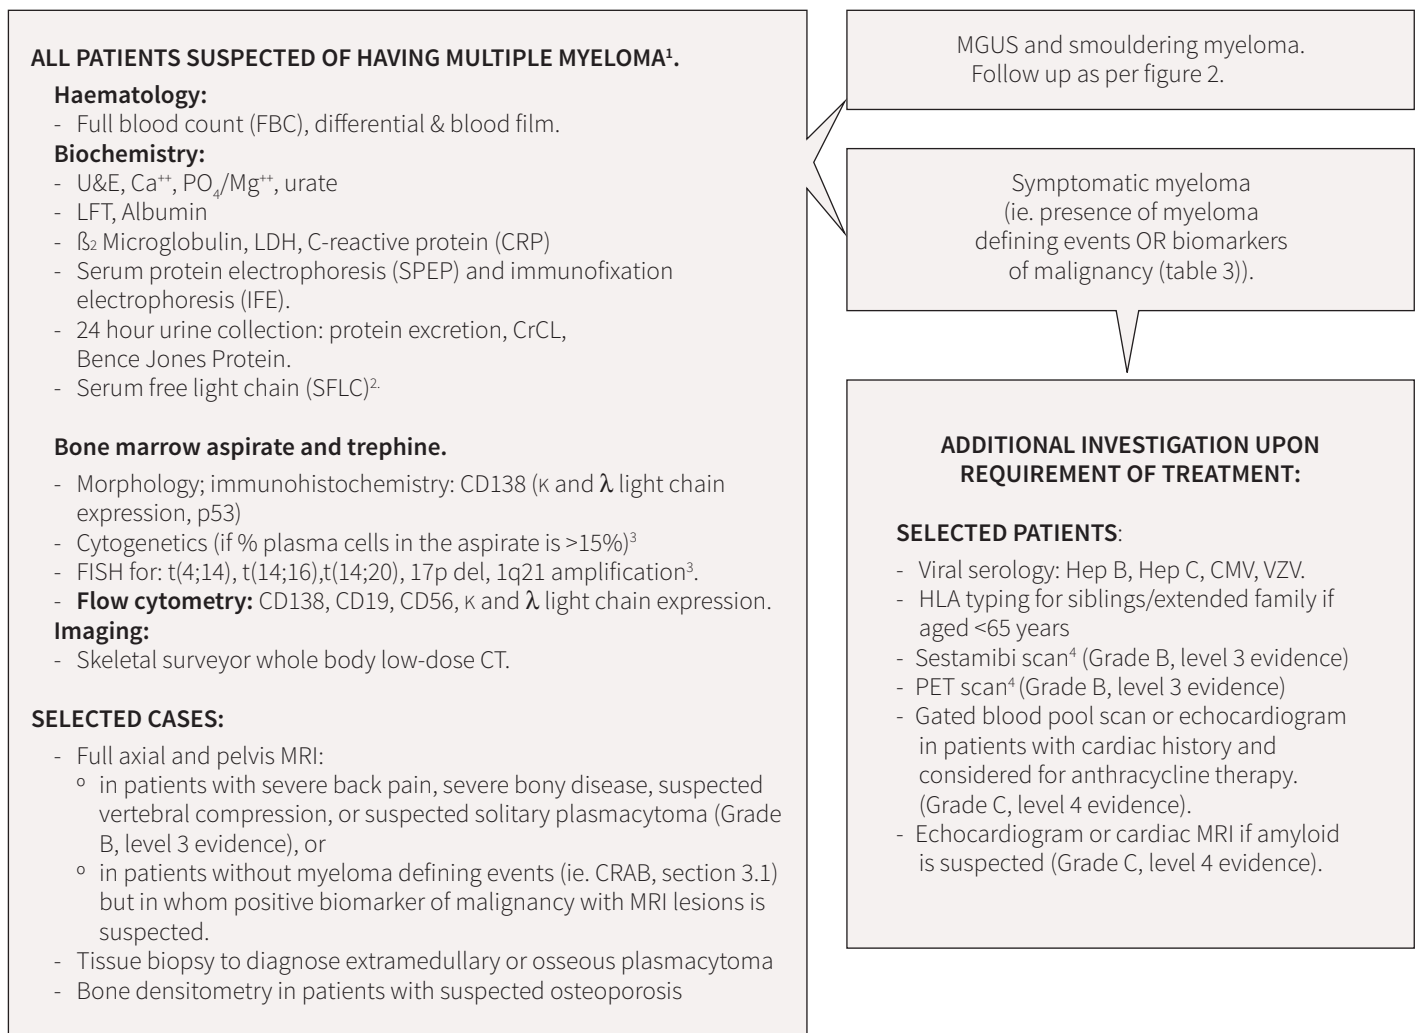 ALL PATIENTS SUSPECTED OF HAVING MULTIPLE MYELOMA¹.
Haematology:
- Full blood count (FBC), differential & blood film.
Biochemistry:
- U&E, Ca⁺⁺, PO₄/Mg⁺⁺, urate
- LFT, Albumin
- ß₂ Microglobulin, LDH, C-reactive protein (CRP)
- Serum protein electrophoresis (SPEP) and immunofixation
electrophoresis (IFE).
- 24 hour urine collection: protein excretion, CrCL,
Bence Jones Protein.
- Serum free light chain (SFLC)².
Bone marrow aspirate and trephine.
- Morphology; immunohistochemistry: CD138 (κ and λ light chain
expression, p53)
- Cytogenetics (if % plasma cells in the aspirate is >15%)³
- FISH for: t(4;14), t(14;16),t(14;20), 17p del, 1q21 amplification³.
- Flow cytometry: CD138, CD19, CD56, κ and λ light chain expression.
Imaging:
- Skeletal surveyor whole body low-dose CT.
SELECTED CASES:
- Full axial and pelvis MRI:
º in patients with severe back pain, severe bony disease, suspected
vertebral compression, or suspected solitary plasmacytoma (Grade
B, level 3 evidence), or
º in patients without myeloma defining events (ie. CRAB, section 3.1)
but in whom positive biomarker of malignancy with MRI lesions is
suspected.
- Tissue biopsy to diagnose extramedullary or osseous plasmacytoma
- Bone densitometry in patients with suspected osteoporosis
MGUS and smouldering myeloma.
Follow up as per figure 2.
Symptomatic myeloma
(ie. presence of myeloma
defining events OR biomarkers
of malignancy (table 3)).
ADDITIONAL INVESTIGATION UPON
REQUIREMENT OF TREATMENT:
SELECTED PATIENTS:
- Viral serology: Hep B, Hep C, CMV, VZV.
- HLA typing for siblings/extended family if
aged <65 years
- Sestamibi scan⁴ (Grade B, level 3 evidence)
- PET scan⁴ (Grade B, level 3 evidence)
- Gated blood pool scan or echocardiogram
in patients with cardiac history and
considered for anthracycline therapy.
(Grade C, level 4 evidence).
- Echocardiogram or cardiac MRI if amyloid
is suspected (Grade C, level 4 evidence).